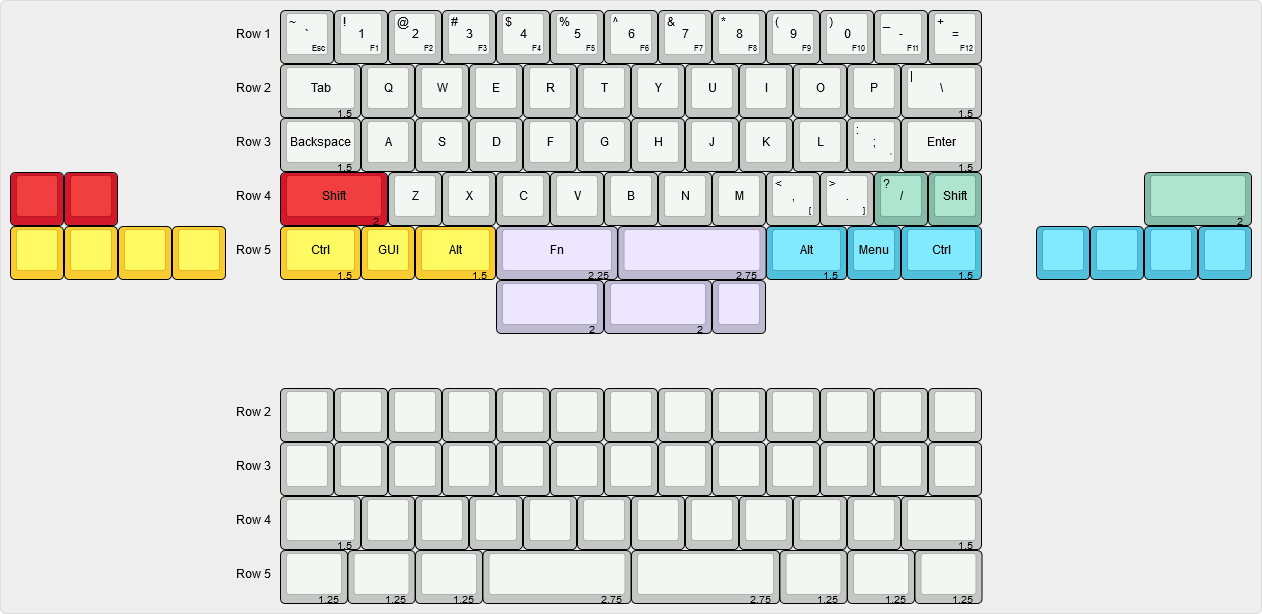 Row 1 ~ ` Esc ! 1 F1 @ 2 F2 # 3 F3 $ 4 F4 % 5 F5 ^ 6 F6 & 7 F7 * 8 F8 ( 9 F9 ) 0 F10 _ - F11 + = F12
Row 2 Tab 1.5 Q W E R T Y U I O P | \ 1.5
Row 3 Backspace 1.5 A S D F G H J K L : ; Enter 1.5
Row 4 Shift 2 Z X C V B N M < , [ > . ] ? / Shift 2
Row 5 Ctrl 1.5 GUI Alt 1.5 Fn 2.25 2.75 Alt 1.5 Menu Ctrl 1.5
2 2
Row 2
Row 3
Row 4 1.5 1.5
Row 5 1.25 1.25 1.25 2.75 2.75 1.25 1.25 1.25